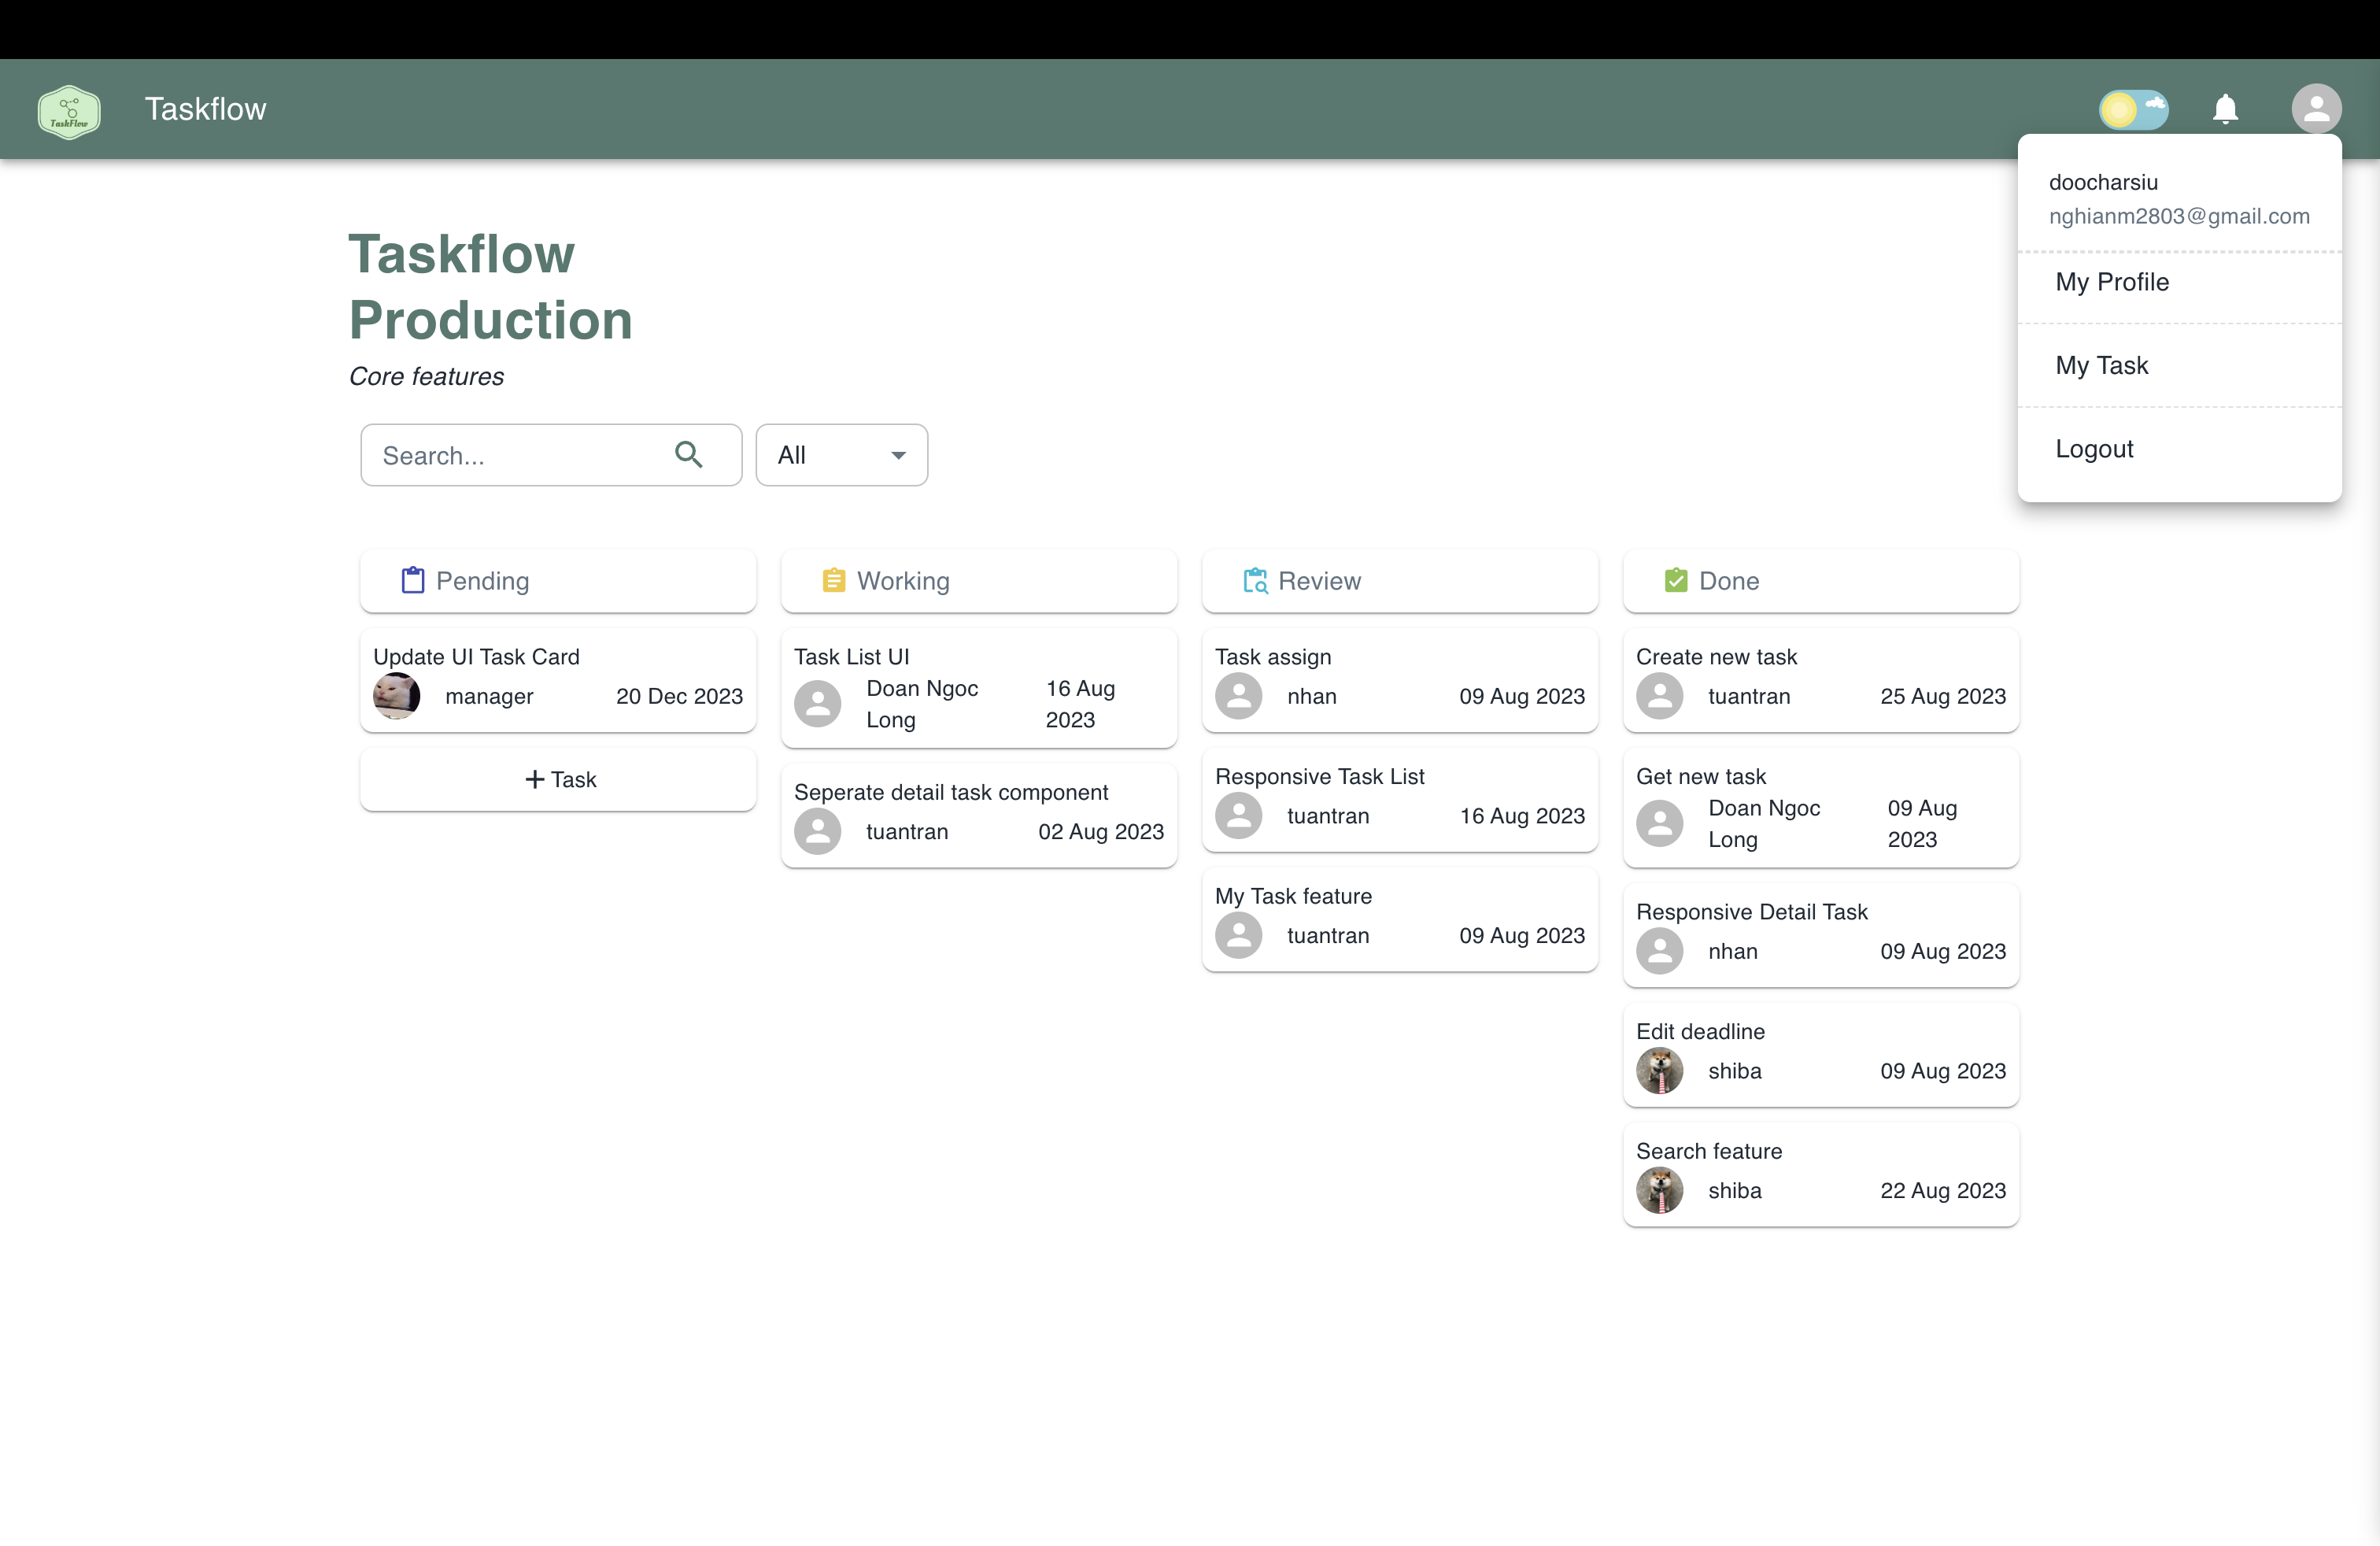 TaskFlow
Taskflow
doocharsiu
nghianm2803@gmail.com
My Profile
My Task
Logout
Taskflow
Production
Core features
Search...
All
Pending
Update UI Task Card
manager 20 Dec 2023
Task
Working
Task List UI
Doan Ngoc 16 Aug
Long 2023
Seperate detail task component
tuantran 02 Aug 2023
Review
Task assign
nhan 09 Aug 2023
Responsive Task List
tuantran 16 Aug 2023
My Task feature
tuantran 09 Aug 2023
Done
Create new task
tuantran 25 Aug 2023
Get new task
Doan Ngoc 09 Aug
Long 2023
Responsive Detail Task
nhan 09 Aug 2023
Edit deadline
shiba 09 Aug 2023
Search feature
shiba 22 Aug 2023